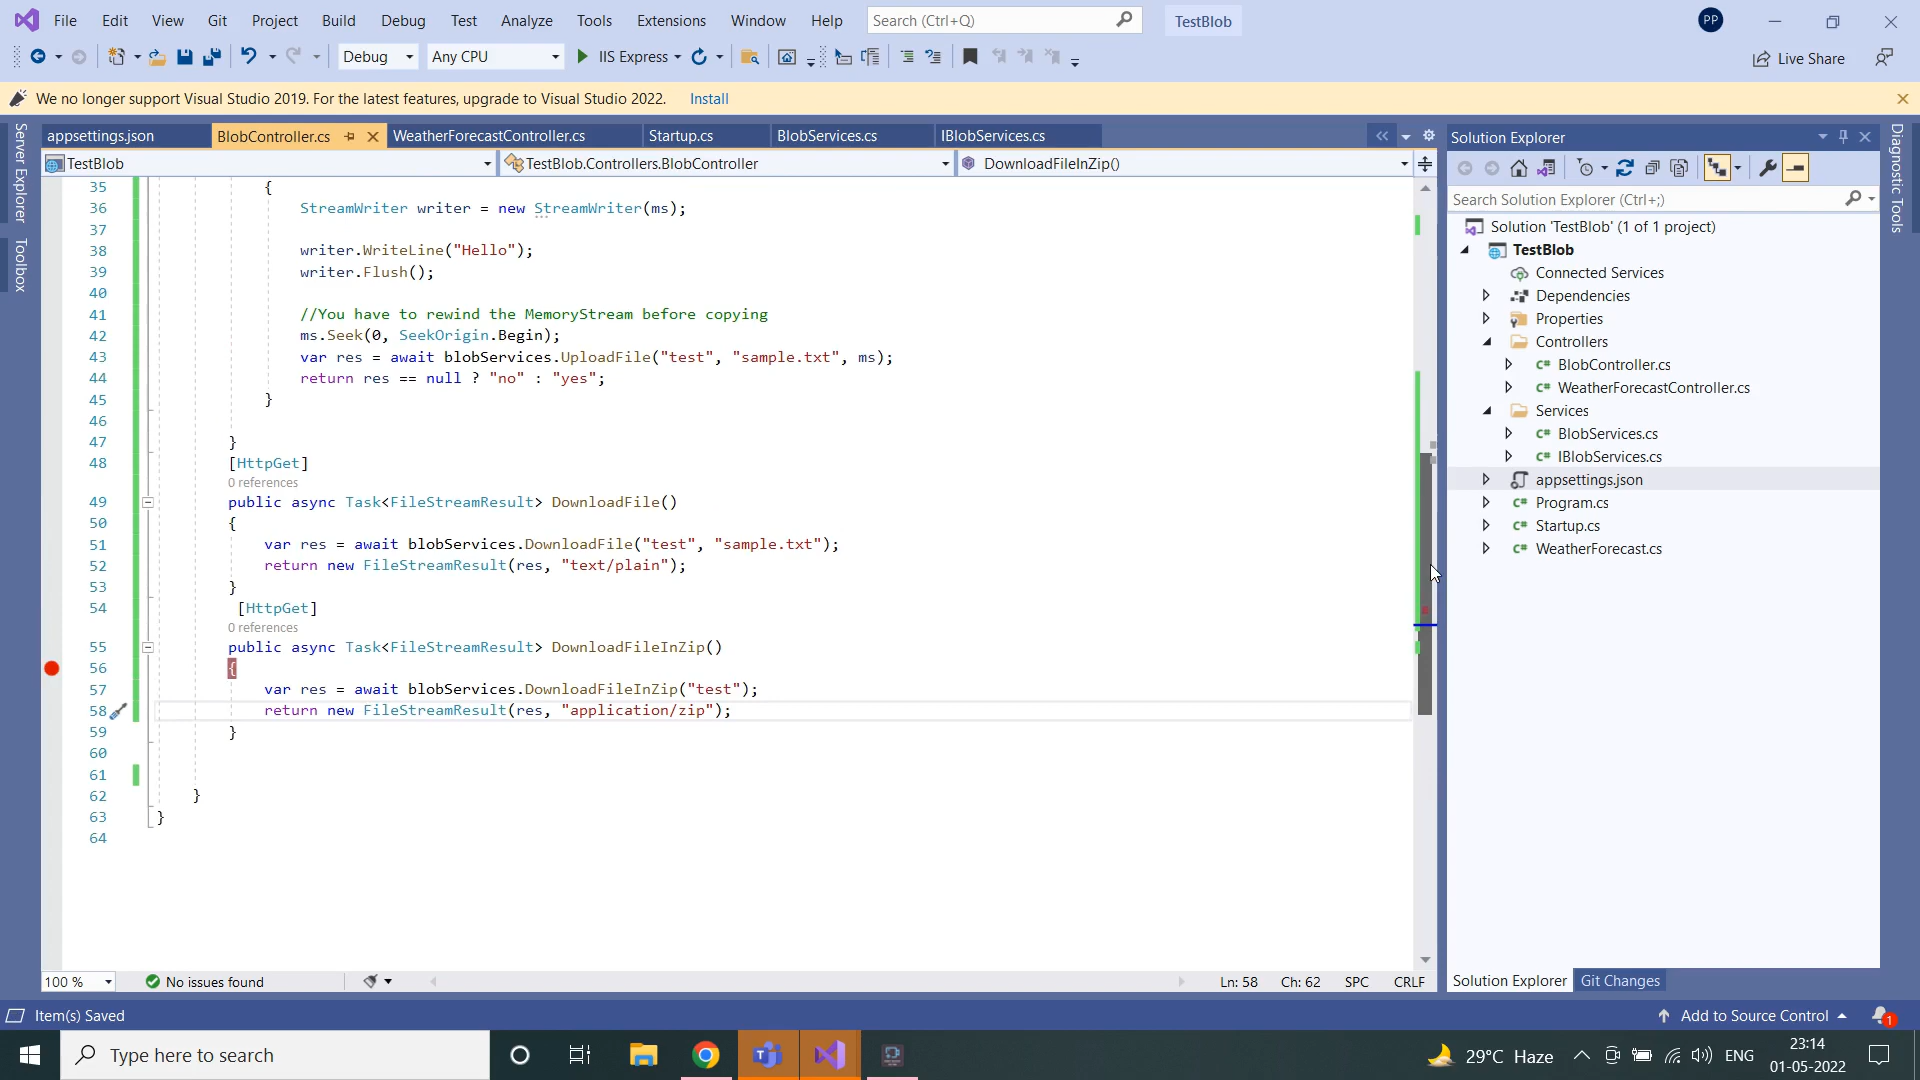 File Edit View Git Project Build Debug Test Analyze Tools Extensions Window Help Search (Ctrl+Q) TestBlob PP
Debug Any CPU IIS Express Live Share
We no longer support Visual Studio 2019. For the latest features, upgrade to Visual Studio 2022. Install
Server Explorer
Toolbox
appsettings.json BlobController.cs WeatherForecastController.cs Startup.cs BlobServices.cs IBlobServices.cs
TestBlob TestBlob.Controllers.BlobController DownloadFileInZip()
35 {
36 StreamWriter writer = new StreamWriter(ms);
37
38 writer.WriteLine("Hello");
39 writer.Flush();
40
41 //You have to rewind the MemoryStream before copying
42 ms.Seek(0, SeekOrigin.Begin);
43 var res = await blobServices.UploadFile("test", "sample.txt", ms);
44 return res == null ? "no" : "yes";
45 }
46
47 }
48 [HttpGet]
0 references
49 public async Task<FileStreamResult> DownloadFile()
50 {
51 var res = await blobServices.DownloadFile("test", "sample.txt");
52 return new FileStreamResult(res, "text/plain");
53 }
54 [HttpGet]
0 references
55 public async Task<FileStreamResult> DownloadFileInZip()
56 {
57 var res = await blobServices.DownloadFileInZip("test");
58 return new FileStreamResult(res, "application/zip");
59 }
60
61
62 }
63 }
64
100 % No issues found Ln: 58 Ch: 62 SPC CRLF
Solution Explorer
Search Solution Explorer (Ctrl+;)
Solution 'TestBlob' (1 of 1 project)
TestBlob
Connected Services
Dependencies
Properties
Controllers
C# BlobController.cs
C# WeatherForecastController.cs
Services
C# BlobServices.cs
C# IBlobServices.cs
appsettings.json
C# Program.cs
C# Startup.cs
C# WeatherForecast.cs
Solution Explorer Git Changes
Diagnostic Tools
Item(s) Saved Add to Source Control 1
Type here to search 29°C Haze ENG 23:14
01-05-2022